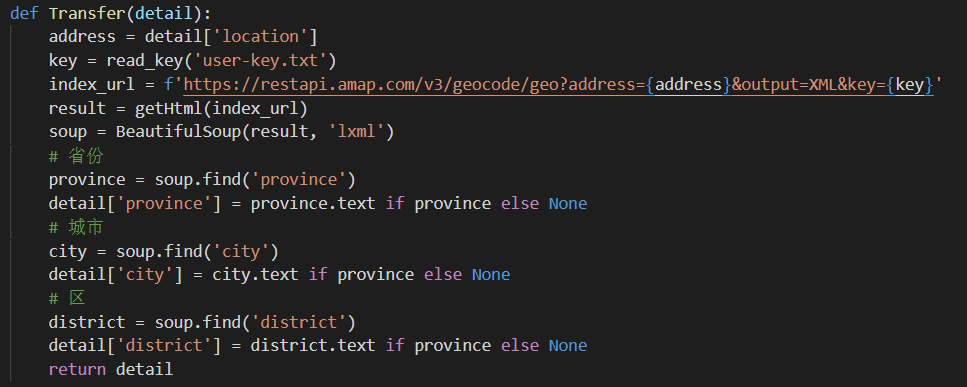 def Transfer(detail):
    address = detail['location']
    key = read_key('user-key.txt')
    index_url = f'https://restapi.amap.com/v3/geocode/geo?address={address}&output=XML&key={key}'
    result = getHtml(index_url)
    soup = BeautifulSoup(result, 'lxml')
    # 省份
    province = soup.find('province')
    detail['province'] = province.text if province else None
    # 城市
    city = soup.find('city')
    detail['city'] = city.text if province else None
    # 区
    district = soup.find('district')
    detail['district'] = district.text if province else None
    return detail